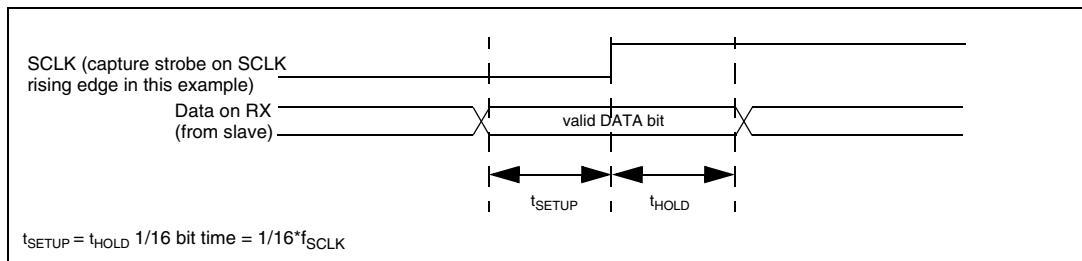 SCLK (capture strobe on SCLK
rising edge in this example)
Data on RX
(from slave)
valid DATA bit
tSETUP
tHOLD
tSETUP = tHOLD 1/16 bit time = 1/16*fSCLK